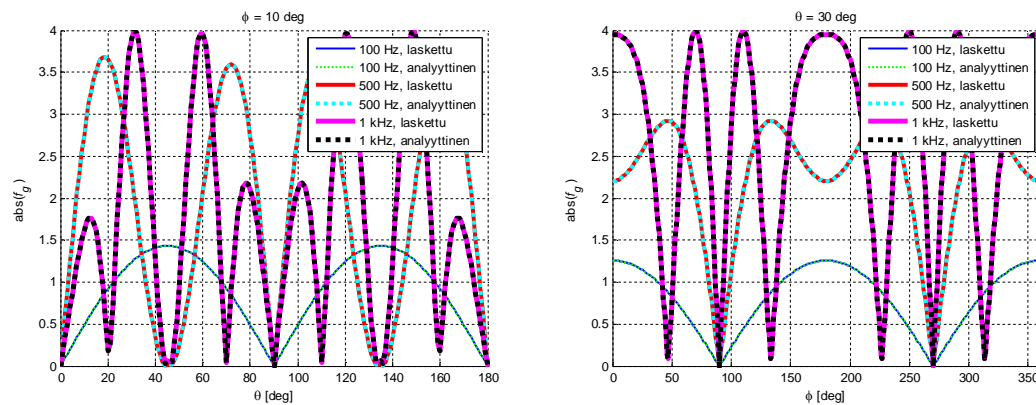 ϕ = 10 deg
4
3.5
3
2.5
2
1.5
1
0.5
0
abs(f_g)
0 20 40 60 80 100 120 140 160 180
θ [deg]
100 Hz, laskettu
100 Hz, analyyttinen
500 Hz, laskettu
500 Hz, analyyttinen
1 kHz, laskettu
1 kHz, analyyttinen
θ = 30 deg
4
3.5
3
2.5
2
1.5
1
0.5
0
abs(f_g)
0 50 100 150 200 250 300 350
ϕ [deg]
100 Hz, laskettu
100 Hz, analyyttinen
500 Hz, laskettu
500 Hz, analyyttinen
1 kHz, laskettu
1 kHz, analyyttinen